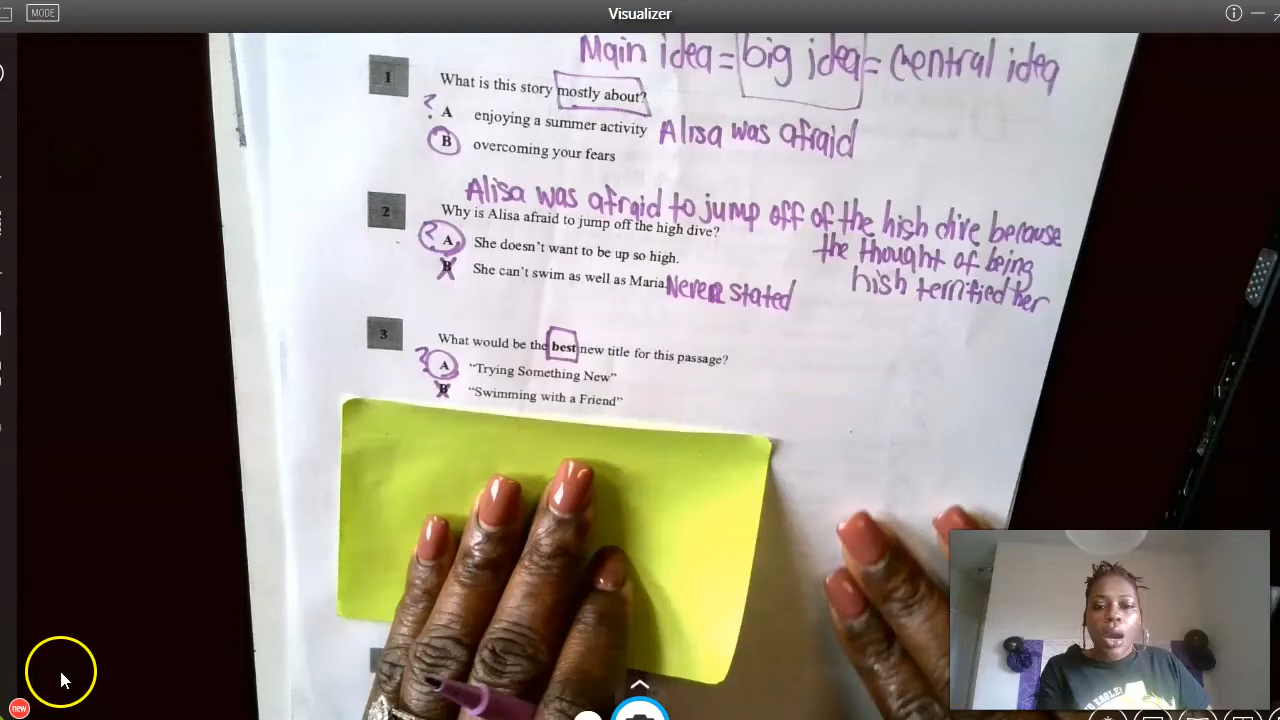 MODE
Visualizer
Main idea = big idea = central idea
1
What is this story mostly about?
?
A enjoying a summer activity
Alisa was afraid
B overcoming your fears
Alisa was afraid to jump off of the high dive because
the thought of being
high terrified her
2
Why is Alisa afraid to jump off the high dive?
? A. She doesn't want to be up so high.
B She can't swim as well as Maria.
Never stated
3
What would be the best new title for this passage?
? A "Trying Something New"
B "Swimming with a Friend"
new